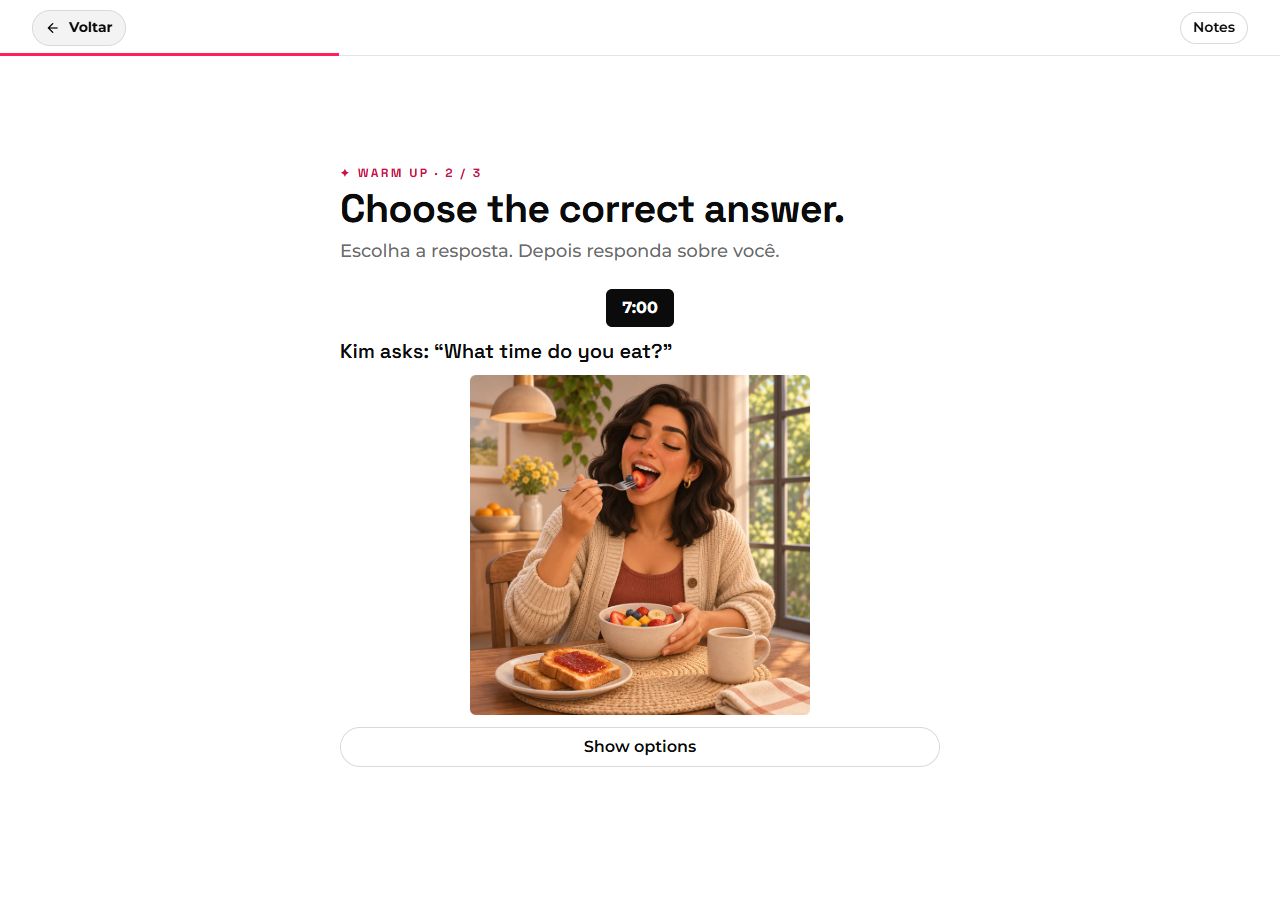 Voltar
Notes
✦ WARM UP · 2 / 3
Choose the correct answer.
Escolha a resposta. Depois responda sobre você.
7:00
Kim asks: “What time do you eat?”
Show options